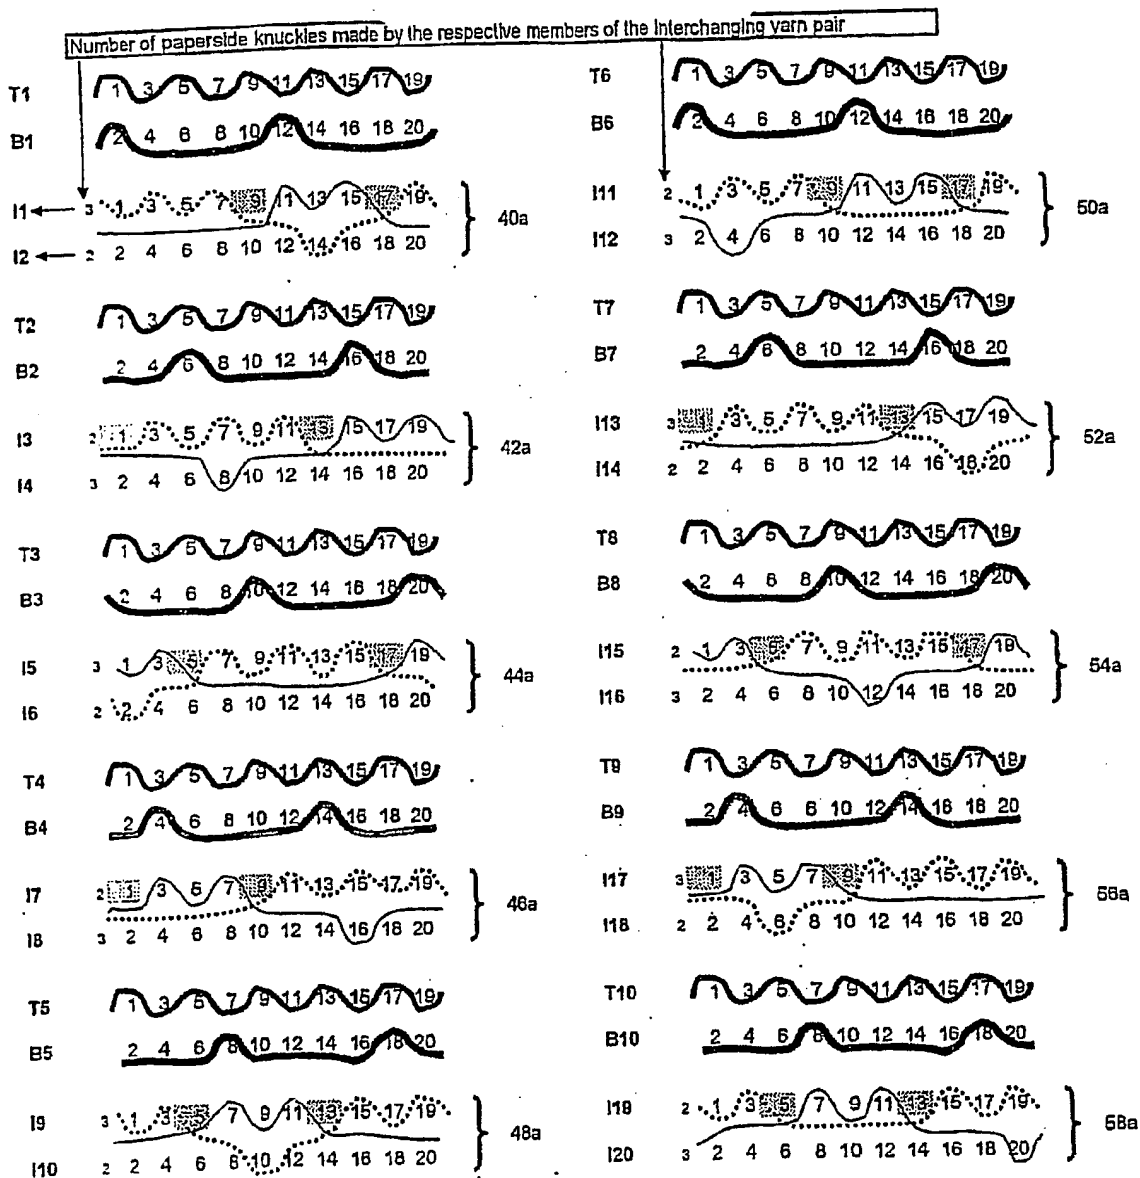 Number of paperside knuckles made by the respective members of the interchanging yarn pair
T1 1 3 5 7 9 11 13 15 17 19
B1 2 4 6 8 10 12 14 16 18 20
I1 3 1 3 5 7 9 11 13 15 17 19
40a
I2 2 2 4 6 8 10 12 14 16 18 20
T2 1 3 5 7 9 11 13 15 17 19
B2 2 4 6 8 10 12 14 16 18 20
I3 2 1 3 5 7 9 11 13 15 17 19
42a
I4 3 2 4 6 8 10 12 14 16 18 20
T3 1 3 5 7 9 11 13 15 17 19
B3 2 4 6 8 10 12 14 16 18 20
I5 3 1 3 5 7 9 11 13 15 17 19
44a
I6 2 2 4 6 8 10 12 14 16 18 20
T4 1 3 5 7 9 11 13 15 17 19
B4 2 4 6 8 10 12 14 16 18 20
I7 2 1 3 5 7 9 11 13 15 17 19
46a
I8 3 2 4 6 8 10 12 14 16 18 20
T5 1 3 5 7 9 11 13 15 17 19
B5 2 4 6 8 10 12 14 16 18 20
I9 3 1 3 5 7 9 11 13 15 17 19
48a
I10 2 2 4 6 8 10 12 14 16 18 20
T6 1 3 5 7 9 11 13 15 17 19
B6 2 4 6 8 10 12 14 16 18 20
I11 2 1 3 5 7 9 11 13 15 17 19
50a
I12 3 2 4 6 8 10 12 14 16 18 20
T7 1 3 5 7 9 11 13 15 17 19
B7 2 4 6 8 10 12 14 16 18 20
I13 3 1 3 5 7 9 11 13 15 17 19
52a
I14 2 2 4 6 8 10 12 14 16 18 20
T8 1 3 5 7 9 11 13 15 17 19
B8 2 4 6 8 10 12 14 16 18 20
I15 2 1 3 5 7 9 11 13 15 17 19
54a
I16 3 2 4 6 8 10 12 14 16 18 20
T9 1 3 5 7 9 11 13 15 17 19
B9 2 4 6 8 10 12 14 16 18 20
I17 3 1 3 5 7 9 11 13 15 17 19
56a
I18 2 2 4 6 8 10 12 14 16 18 20
T10 1 3 5 7 9 11 13 15 17 19
B10 2 4 6 8 10 12 14 16 18 20
I19 2 1 3 5 7 9 11 13 15 17 19
58a
I20 3 2 4 6 8 10 12 14 16 18 20